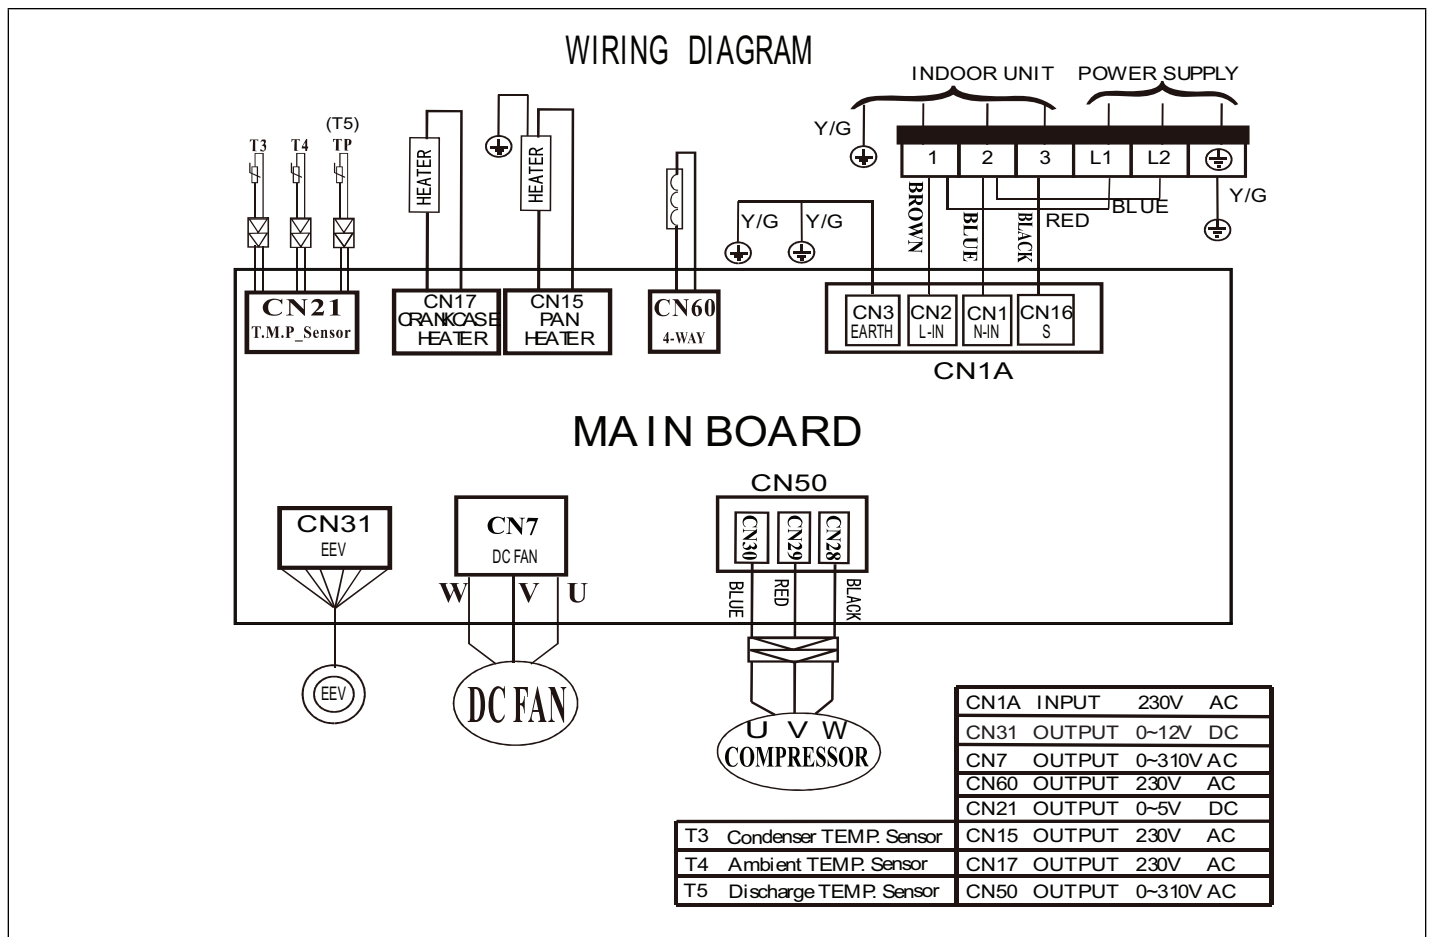 WIRING DIAGRAM
INDOOR UNIT POWER SUPPLY
(T5)
T3 T4 TP
HEATER
HEATER
Y/G
1 2 3 L1 L2
Y/G
Y/G Y/G
BROWN
BLUE
BLACK
RED
BLUE
CN21
T.M.P_Sensor
CN17
CRANKCASE
HEATER
CN15
PAN
HEATER
CN60
4-WAY
CN3
EARTH
CN2
L-IN
CN1
N-IN
CN16
S
CN1A
MAIN BOARD
CN31
EEV
CN7
DC FAN
W V U
CN50
CN30
CN29
CN28
BLUE
RED
BLACK
EEV
DC FAN
U V W
COMPRESSOR
CN1A INPUT 230V AC
CN31 OUTPUT 0~12V DC
CN7 OUTPUT 0~310V AC
CN60 OUTPUT 230V AC
CN21 OUTPUT 0~5V DC
T3 Condenser TEMP. Sensor CN15 OUTPUT 230V AC
T4 Ambient TEMP. Sensor CN17 OUTPUT 230V AC
T5 Discharge TEMP. Sensor CN50 OUTPUT 0~310V AC